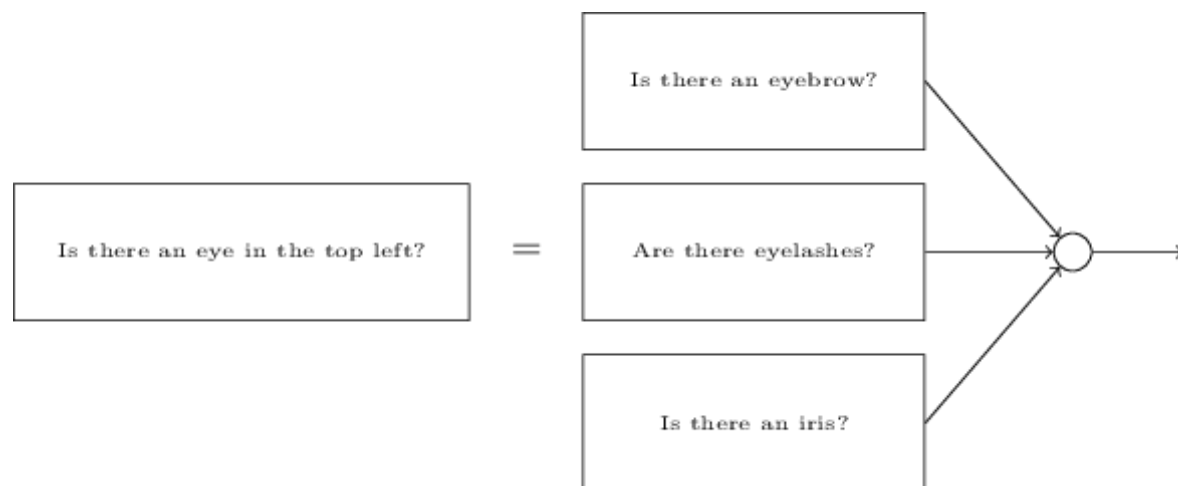 Is there an eyebrow?
Is there an eye in the top left?
=
Are there eyelashes?
Is there an iris?